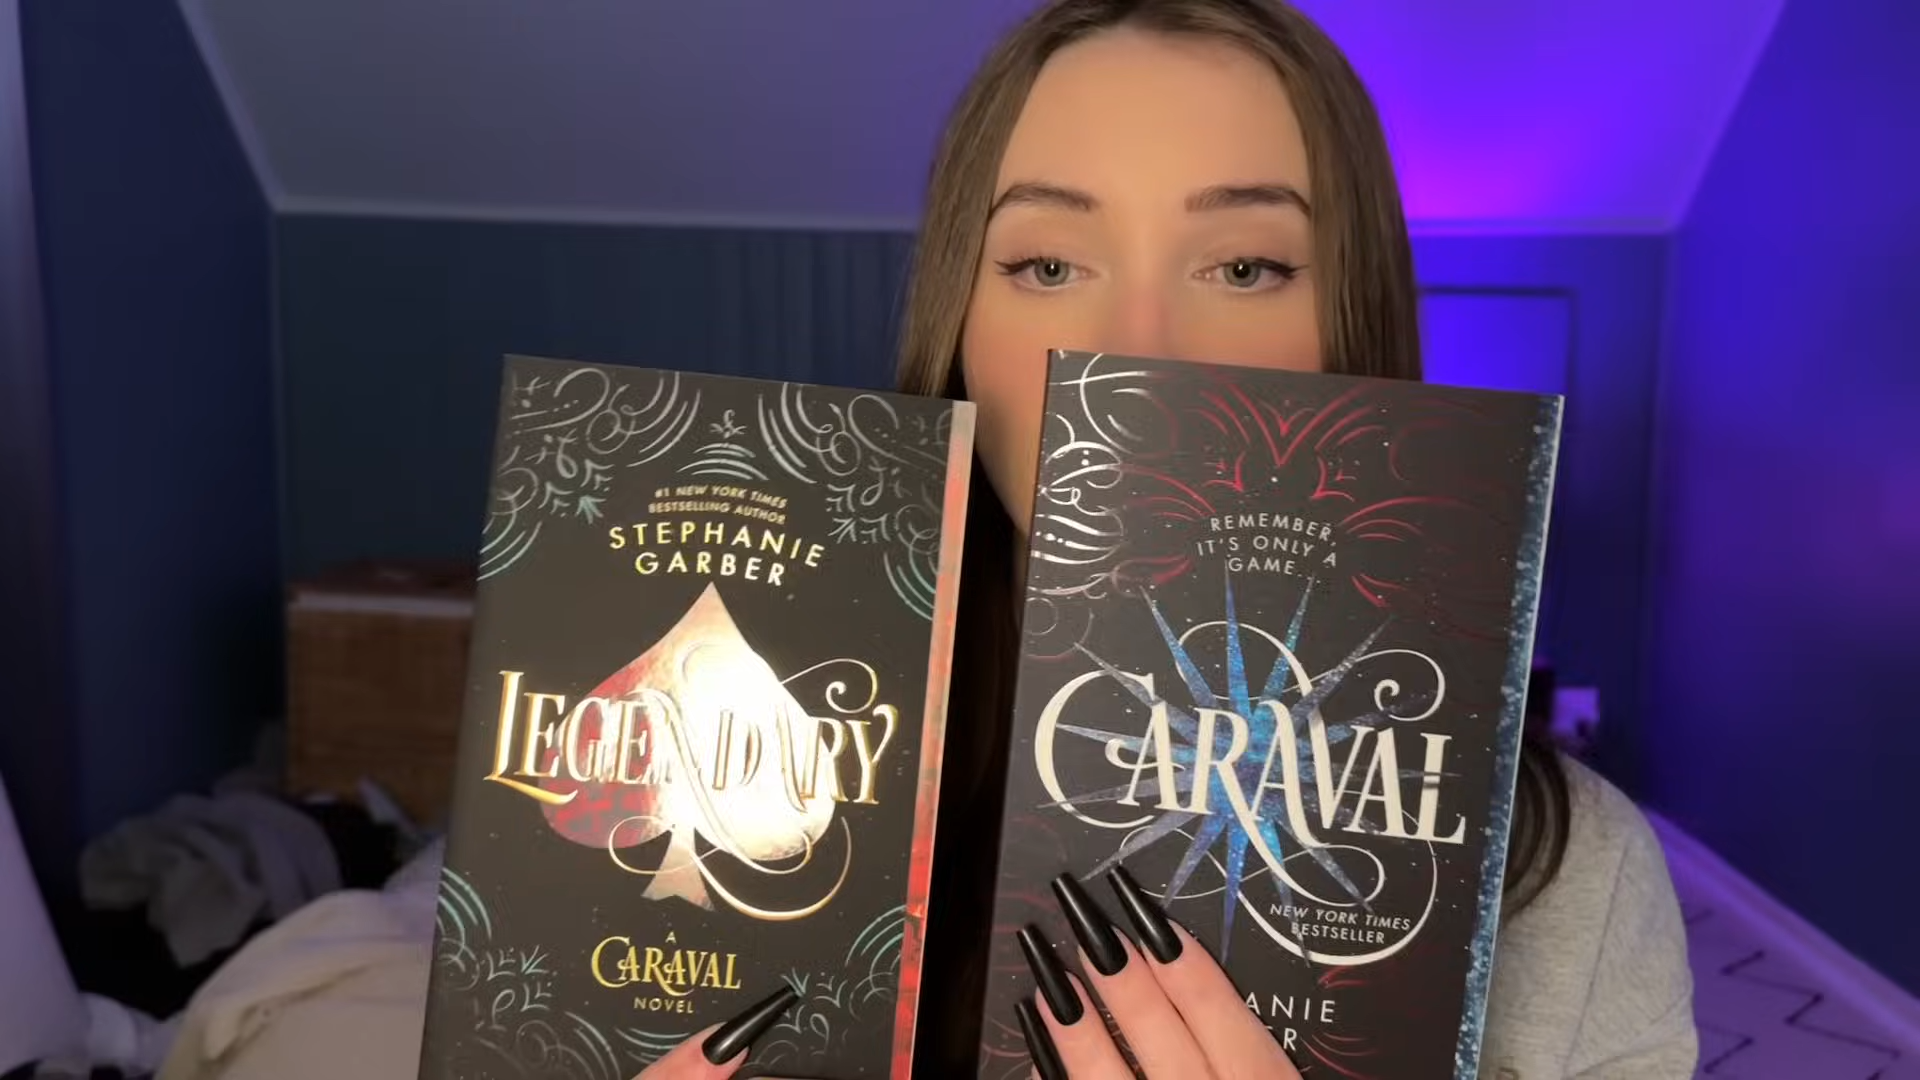 #1 NEW YORK TIMES
BESTSELLING AUTHOR
STEPHANIE
GARBER
LEGENDARY
A
CARAVAL
NOVEL
REMEMBER,
IT'S ONLY A
GAME...
CARAVAL
NEW YORK TIMES
BESTSELLER
ANIE
ER